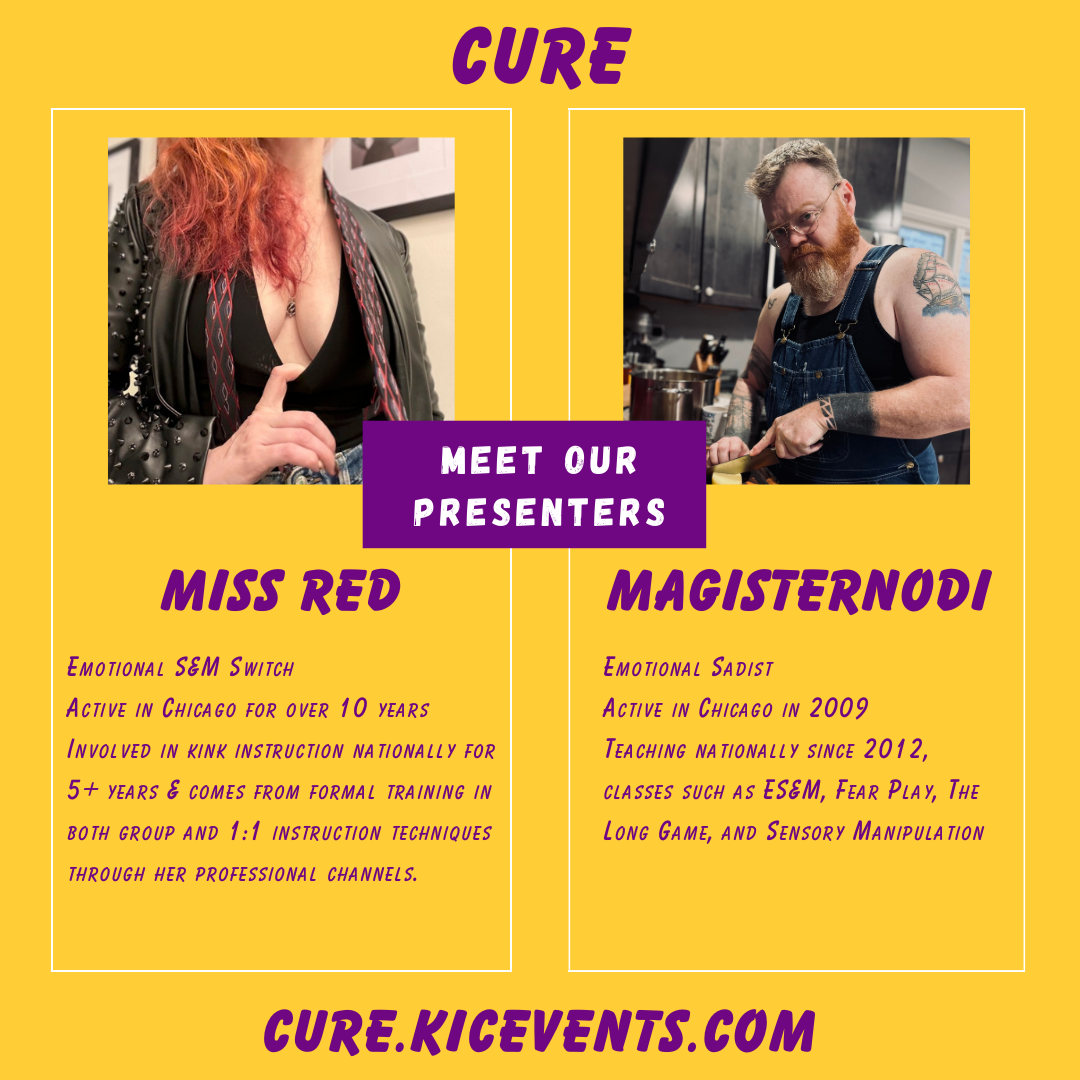 CURE
MEET OUR
PRESENTERS
MISS RED
Emotional S&M Switch
Active in Chicago for over 10 years
Involved in kink instruction nationally for
5+ years & comes from formal training in
both group and 1:1 instruction techniques
through her professional channels.
MAGISTERNODI
Emotional Sadist
Active in Chicago in 2009
Teaching nationally since 2012,
classes such as ES&M, Fear Play, The
Long Game, and Sensory Manipulation
CURE.KICEVENTS.COM